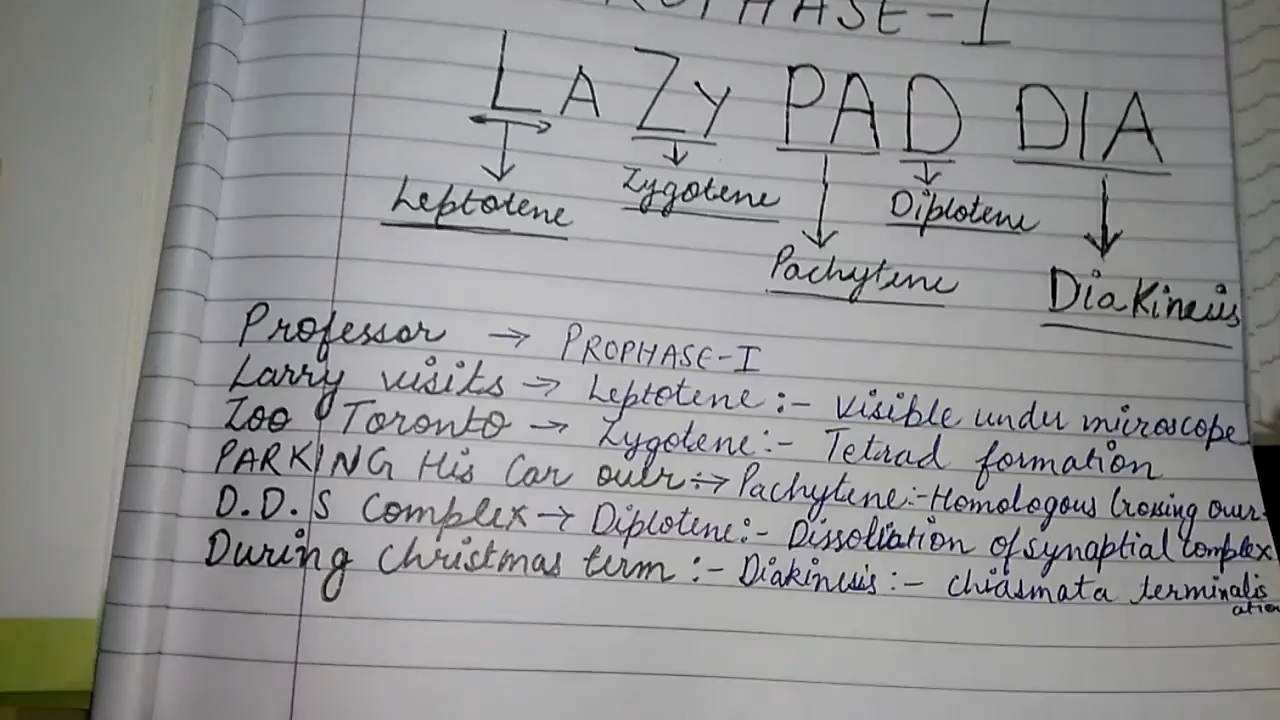 PROPHASE-I
LAZY PAD DIA
Leptotene Zygotene Pachytene Diplotene Diakinesis
Professor → PROPHASE-I
Larry visits → Leptotene :- visible under microscope
Zoo Toronto → Zygotene :- Tetrad formation
PARKING His Car over :→ Pachytene :- Homologous Crossing over
D.D.S Complex → Diplotene :- Dissoliation of synaptial complex
During christmas term :- Diakinesis :- chiasmata terminalis
ation